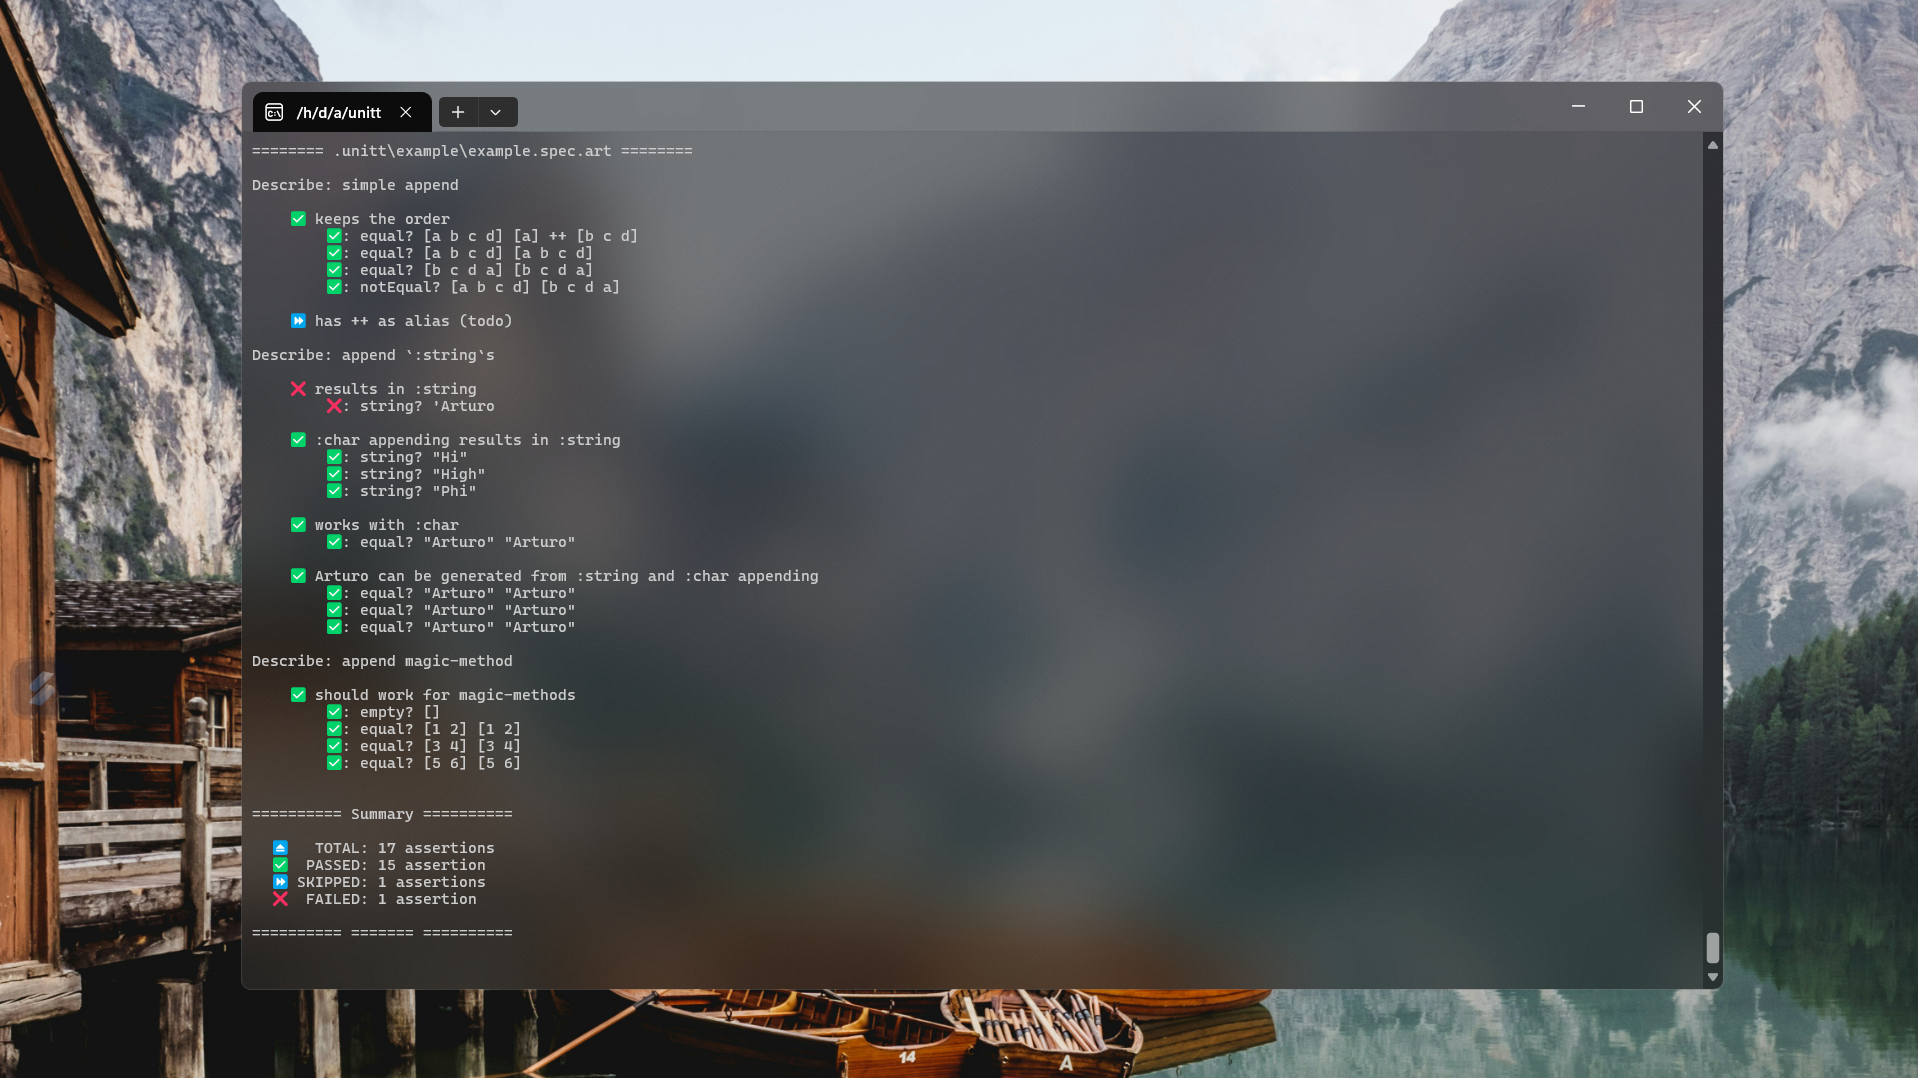 /h/d/a/unitt
======== .unitt\example\example.spec.art ========
Describe: simple append
✅ keeps the order
✅: equal? [a b c d] [a] ++ [b c d]
✅: equal? [a b c d] [a b c d]
✅: equal? [b c d a] [b c d a]
✅: notEqual? [a b c d] [b c d a]
⏩ has ++ as alias (todo)
Describe: append `:string`s
❌ results in :string
❌: string? 'Arturo
✅ :char appending results in :string
✅: string? "Hi"
✅: string? "High"
✅: string? "Phi"
✅ works with :char
✅: equal? "Arturo" "Arturo"
✅ Arturo can be generated from :string and :char appending
✅: equal? "Arturo" "Arturo"
✅: equal? "Arturo" "Arturo"
✅: equal? "Arturo" "Arturo"
Describe: append magic-method
✅ should work for magic-methods
✅: empty? []
✅: equal? [1 2] [1 2]
✅: equal? [3 4] [3 4]
✅: equal? [5 6] [5 6]
========== Summary ==========
⏏ TOTAL: 17 assertions
✅ PASSED: 15 assertion
⏩ SKIPPED: 1 assertions
❌ FAILED: 1 assertion
========== ======= ==========
14
A